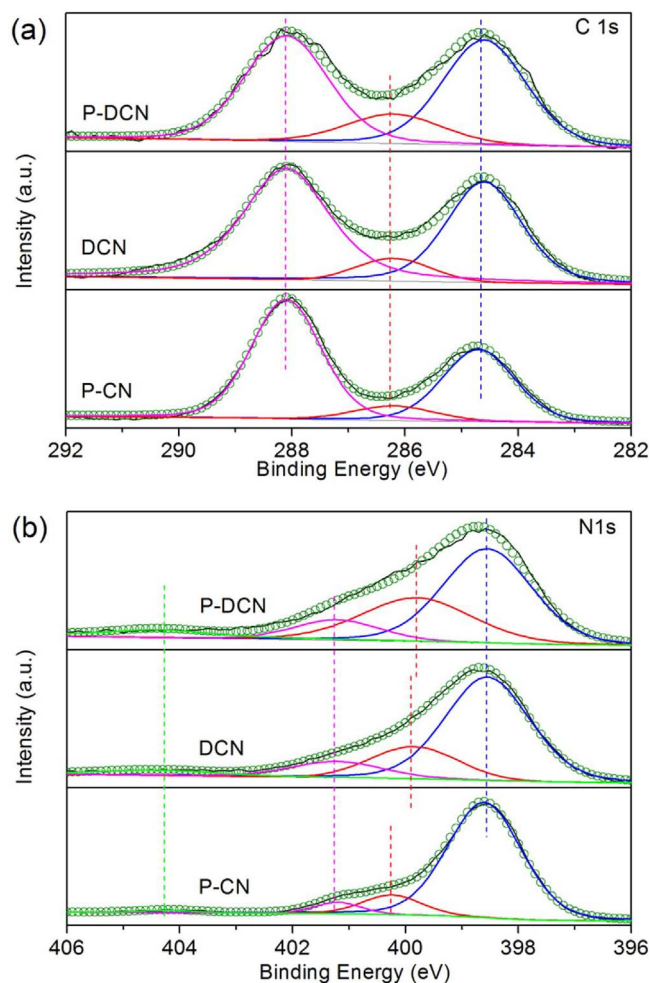 (a)
C 1s
P-DCN
DCN
P-CN
Intensity (a.u.)
292 290 288 286 284 282
Binding Energy (eV)
(b)
N1s
P-DCN
DCN
P-CN
Intensity (a.u.)
406 404 402 400 398 396
Binding Energy (eV)